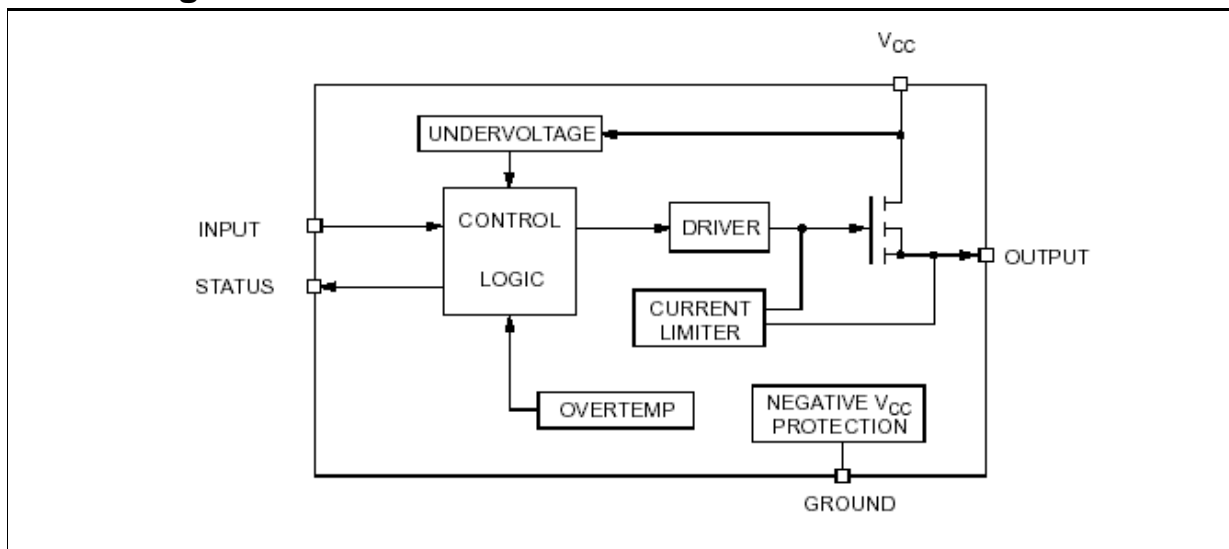 VCC
UNDERVOLTAGE
INPUT
CONTROL
LOGIC
STATUS
DRIVER
OUTPUT
CURRENT
LIMITER
OVERTEMP
NEGATIVE VCC
PROTECTION
GROUND